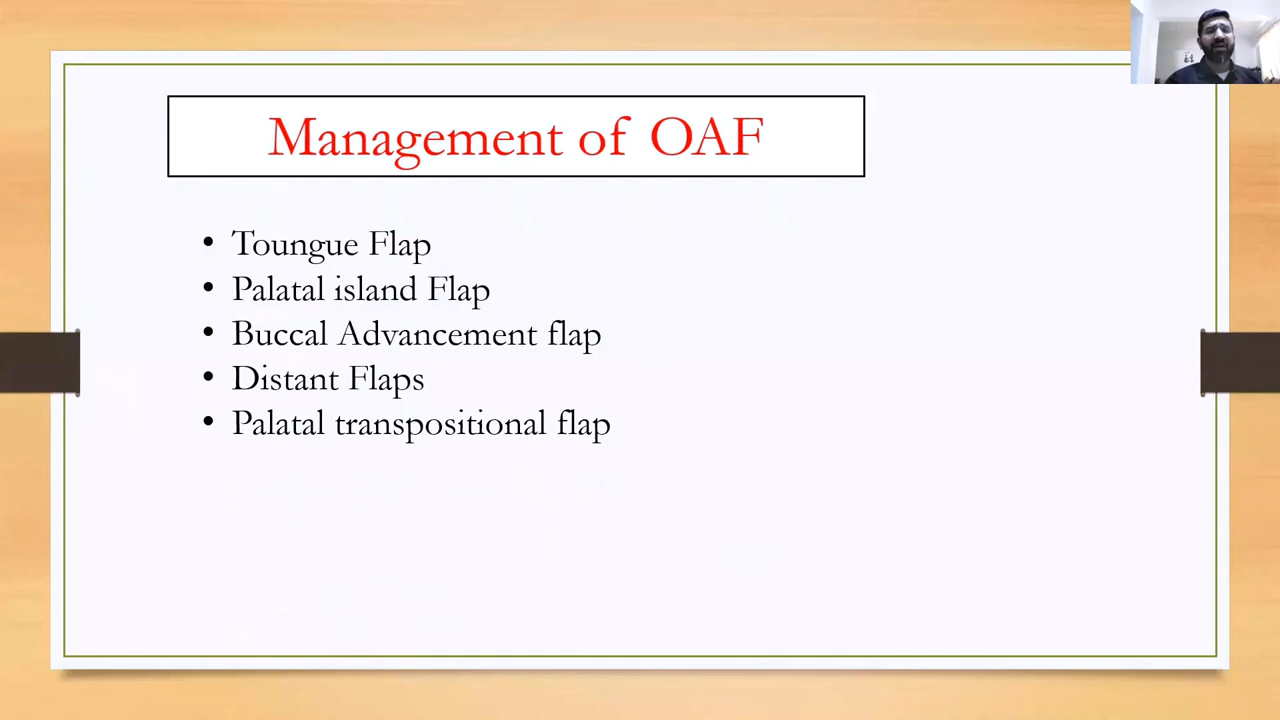 Management of OAF
• Toungue Flap
• Palatal island Flap
• Buccal Advancement flap
• Distant Flaps
• Palatal transpositional flap